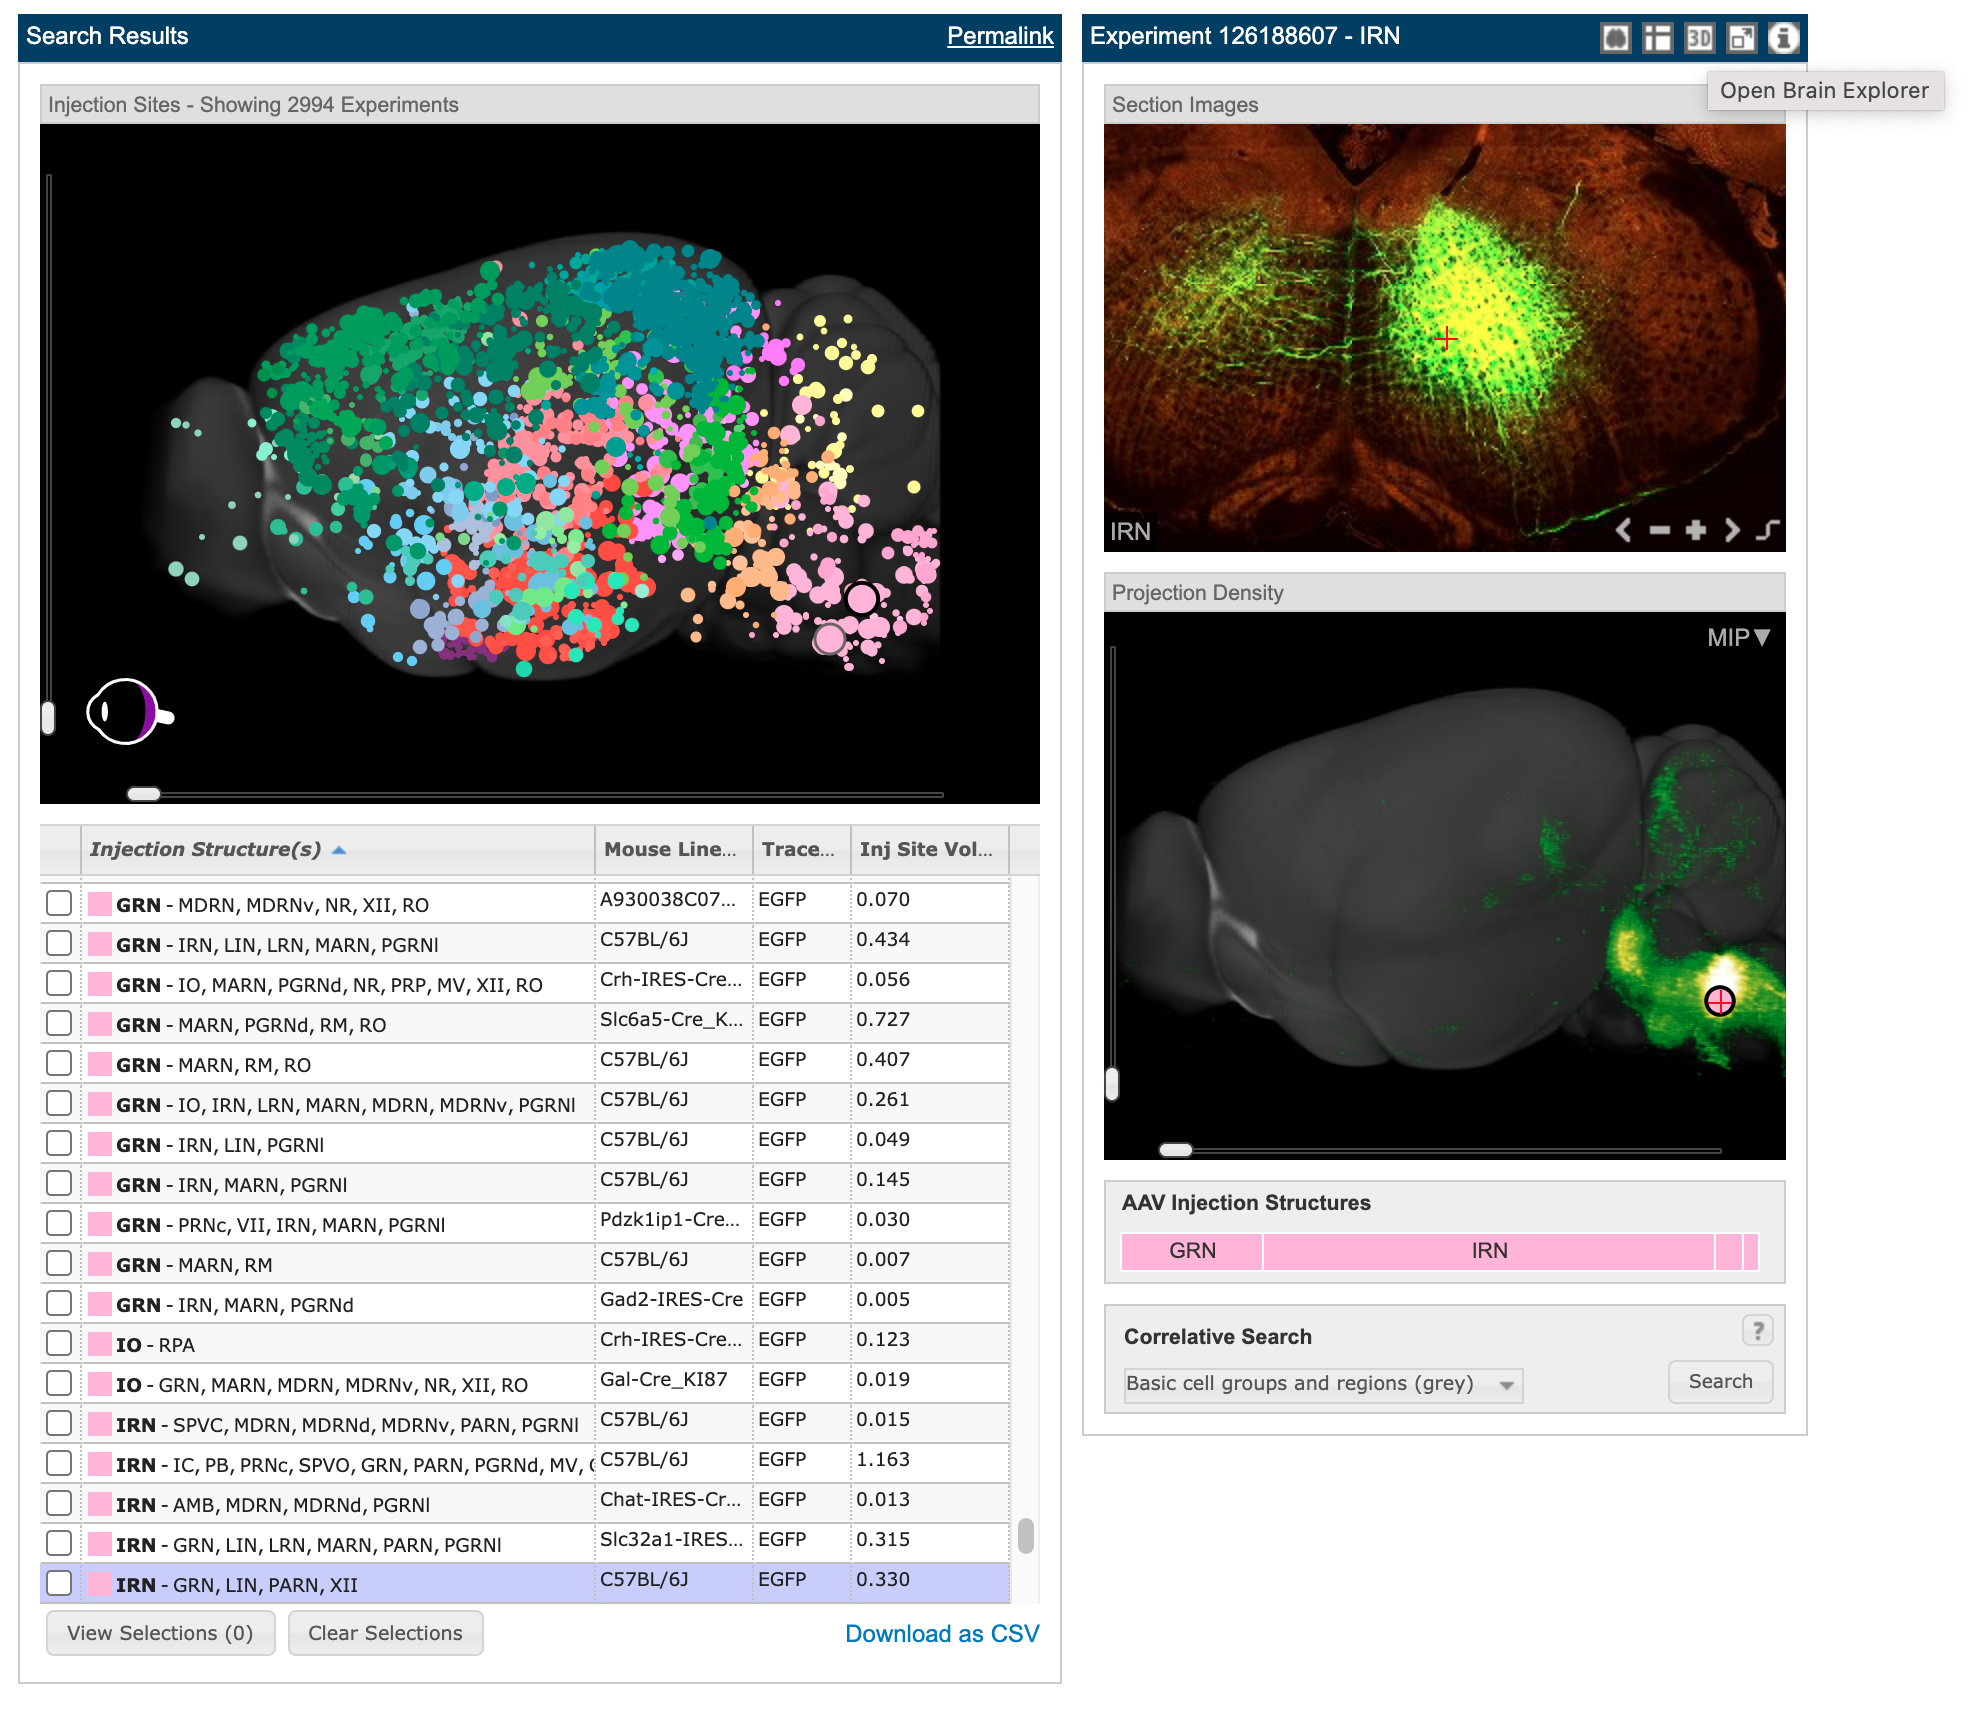 Search Results
Permalink
Injection Sites - Showing 2994 Experiments
Injection Structure(s) Mouse Line... Trace... Inj Site Vol...
GRN - MDRN, MDRNv, NR, XII, RO A930038C07... EGFP 0.070
GRN - IRN, LIN, LRN, MARN, PGRNl C57BL/6J EGFP 0.434
GRN - IO, MARN, PGRNd, NR, PRP, MV, XII, RO Crh-IRES-Cre... EGFP 0.056
GRN - MARN, PGRNd, RM, RO Slc6a5-Cre_K... EGFP 0.727
GRN - MARN, RM, RO C57BL/6J EGFP 0.407
GRN - IO, IRN, LRN, MARN, MDRN, MDRNv, PGRNl C57BL/6J EGFP 0.261
GRN - IRN, LIN, PGRNl C57BL/6J EGFP 0.049
GRN - IRN, MARN, PGRNl C57BL/6J EGFP 0.145
GRN - PRNc, VII, IRN, MARN, PGRNl Pdzk1ip1-Cre... EGFP 0.030
GRN - MARN, RM C57BL/6J EGFP 0.007
GRN - IRN, MARN, PGRNd Gad2-IRES-Cre EGFP 0.005
IO - RPA Crh-IRES-Cre... EGFP 0.123
IO - GRN, MARN, MDRN, MDRNv, NR, XII, RO Gal-Cre_KI87 EGFP 0.019
IRN - SPVC, MDRN, MDRNd, MDRNv, PARN, PGRNl C57BL/6J EGFP 0.015
IRN - IC, PB, PRNc, SPVO, GRN, PARN, PGRNd, MV, C57BL/6J EGFP 1.163
IRN - AMB, MDRN, MDRNd, PGRNl Chat-IRES-Cr... EGFP 0.013
IRN - GRN, LIN, LRN, MARN, PARN, PGRNl Slc32a1-IRES... EGFP 0.315
IRN - GRN, LIN, PARN, XII C57BL/6J EGFP 0.330
View Selections (0)
Clear Selections
Download as CSV
Experiment 126188607 - IRN
3D
Open Brain Explorer
Section Images
IRN
Projection Density
MIP▼
AAV Injection Structures
GRN IRN
Correlative Search
?
Basic cell groups and regions (grey)
Search